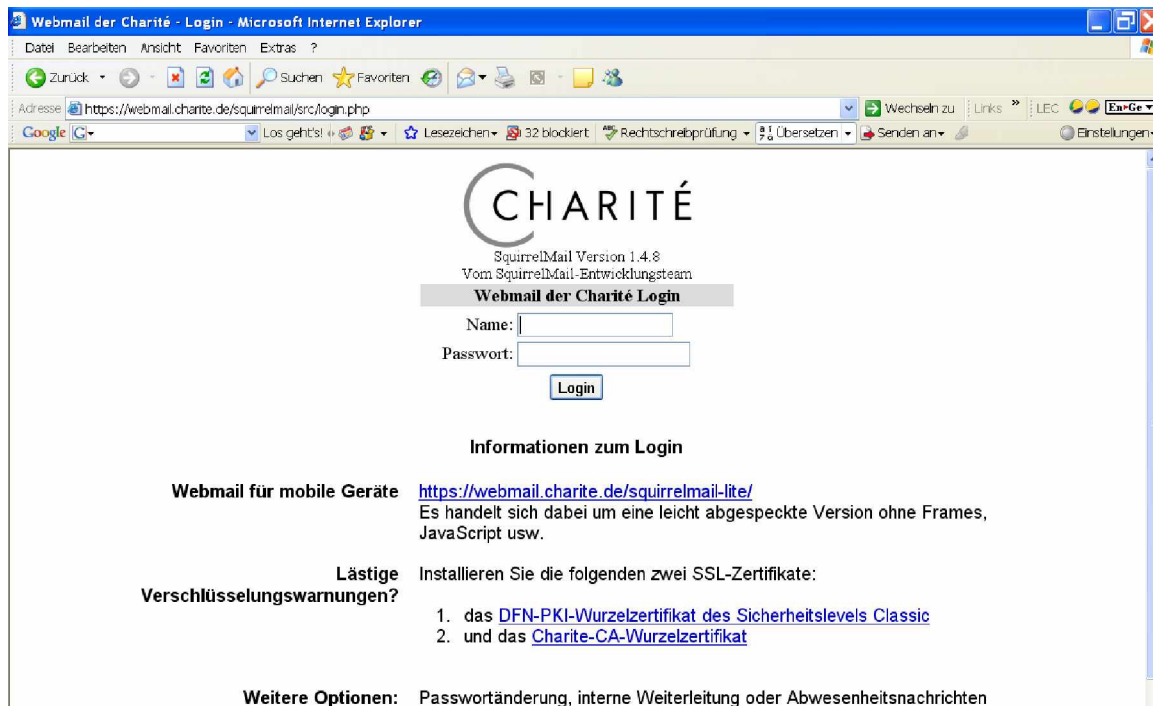 Webmail der Charité - Login - Microsoft Internet Explorer
Datei Bearbeiten Ansicht Favoriten Extras ?
Zurück Suchen Favoriten
Adresse https://webmail.charite.de/squirrelmail/src/login.php Wechseln zu Links » LEC En▸Ge
Google G Los geht's! Lesezeichen 32 blockiert Rechtschreibprüfung Übersetzen Senden an Einstellungen
CHARITÉ
SquirrelMail Version 1.4.8
Vom SquirrelMail-Entwicklungsteam
Webmail der Charité Login
Name:
Passwort:
Login
Informationen zum Login
Webmail für mobile Geräte https://webmail.charite.de/squirrelmail-lite/
Es handelt sich dabei um eine leicht abgespeckte Version ohne Frames,
JavaScript usw.
Lästige Installieren Sie die folgenden zwei SSL-Zertifikate:
Verschlüsselungswarnungen?
1. das DFN-PKI-Wurzelzertifikat des Sicherheitslevels Classic
2. und das Charite-CA-Wurzelzertifikat
Weitere Optionen: Passwortänderung, interne Weiterleitung oder Abwesenheitsnachrichten